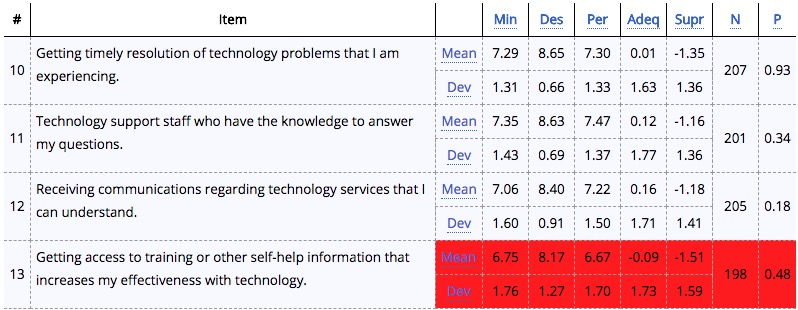 # Item Min Des Per Adeq Supr N P
10 Getting timely resolution of technology problems that I am
experiencing.
Mean 7.29 8.65 7.30 0.01 -1.35
Dev 1.31 0.66 1.33 1.63 1.36
207 0.93
11 Technology support staff who have the knowledge to answer
my questions.
Mean 7.35 8.63 7.47 0.12 -1.16
Dev 1.43 0.69 1.37 1.77 1.36
201 0.34
12 Receiving communications regarding technology services that I
can understand.
Mean 7.06 8.40 7.22 0.16 -1.18
Dev 1.60 0.91 1.50 1.71 1.41
205 0.18
13 Getting access to training or other self-help information that
increases my effectiveness with technology.
Mean 6.75 8.17 6.67 -0.09 -1.51
Dev 1.76 1.27 1.70 1.73 1.59
198 0.48